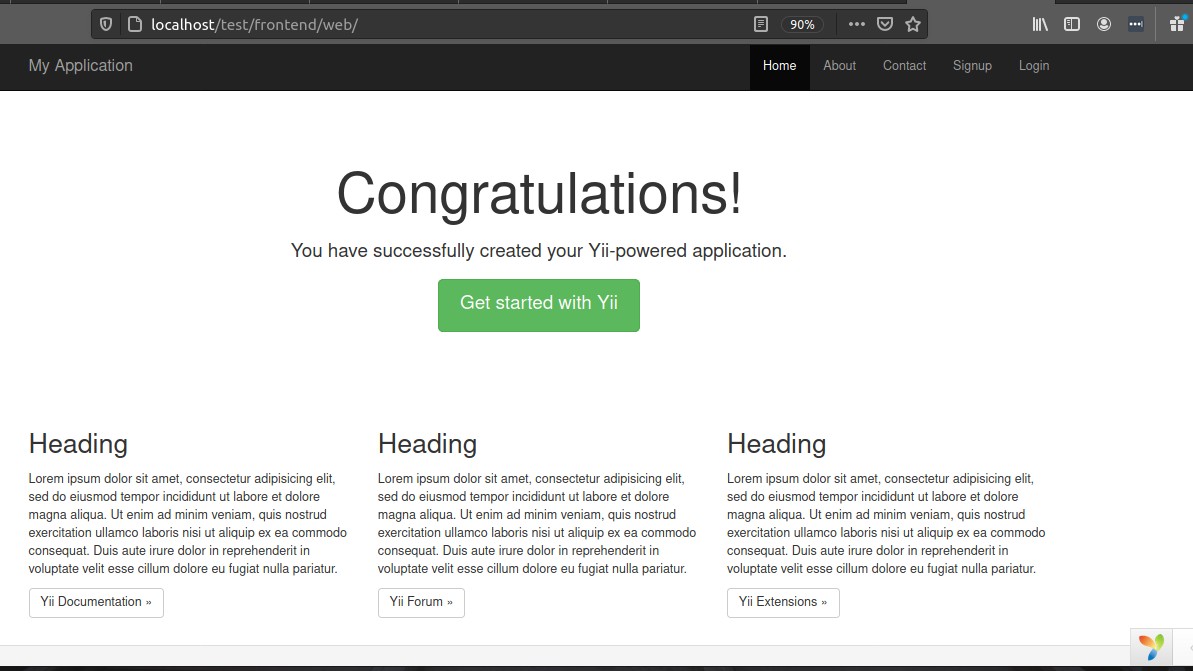 localhost/test/frontend/web/
90%
My Application
Home
About
Contact
Signup
Login
Congratulations!
You have successfully created your Yii-powered application.
Get started with Yii
Heading
Lorem ipsum dolor sit amet, consectetur adipisicing elit,
sed do eiusmod tempor incididunt ut labore et dolore
magna aliqua. Ut enim ad minim veniam, quis nostrud
exercitation ullamco laboris nisi ut aliquip ex ea commodo
consequat. Duis aute irure dolor in reprehenderit in
voluptate velit esse cillum dolore eu fugiat nulla pariatur.
Yii Documentation »
Heading
Lorem ipsum dolor sit amet, consectetur adipisicing elit,
sed do eiusmod tempor incididunt ut labore et dolore
magna aliqua. Ut enim ad minim veniam, quis nostrud
exercitation ullamco laboris nisi ut aliquip ex ea commodo
consequat. Duis aute irure dolor in reprehenderit in
voluptate velit esse cillum dolore eu fugiat nulla pariatur.
Yii Forum »
Heading
Lorem ipsum dolor sit amet, consectetur adipisicing elit,
sed do eiusmod tempor incididunt ut labore et dolore
magna aliqua. Ut enim ad minim veniam, quis nostrud
exercitation ullamco laboris nisi ut aliquip ex ea commodo
consequat. Duis aute irure dolor in reprehenderit in
voluptate velit esse cillum dolore eu fugiat nulla pariatur.
Yii Extensions »